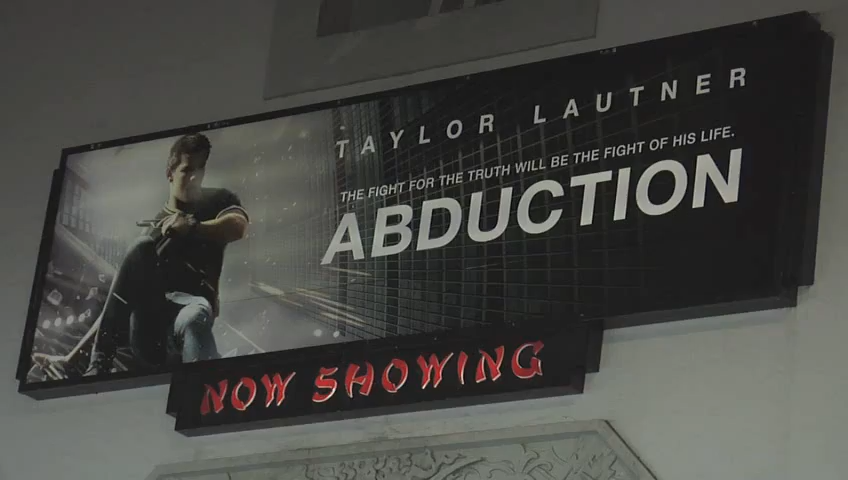 TAYLOR LAUTNER
THE FIGHT FOR THE TRUTH WILL BE THE FIGHT OF HIS LIFE.
ABDUCTION
NOW SHOWING